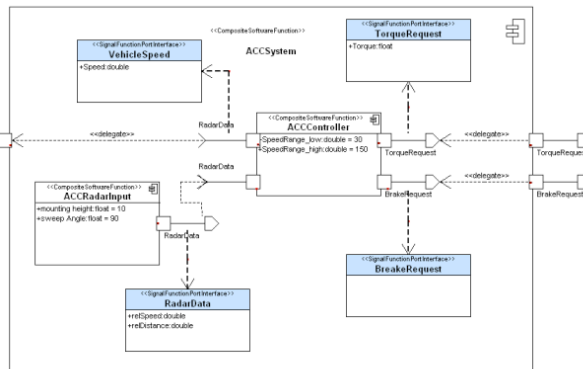 <<CompositeSoftwareFunction>>
ACCSystem
<<SignalFunctionPortInterface>>
VehicleSpeed
+Speed:double
<<SignalFunctionPortInterface>>
TorqueRequest
+Torque:float
RadarData
<<delegate>>
<<CompositeSoftwareFunction>>
ACCController
+SpeedRange_low:double = 30
+SpeedRange_high:double = 150
<<delegate>>
TorqueRequest
TorqueRequest
RadarData
<<delegate>>
BrakeRequest
BrakeRequest
<<CompositeSoftwareFunction>>
ACCRadarInput
+mounting height:float = 10
+sweep Angle:float = 90
RadarData
<<SignalFunctionPortInterface>>
BreakeRequest
<<SignalFunctionPortInterface>>
RadarData
+relSpeed:double
+relDistance:double